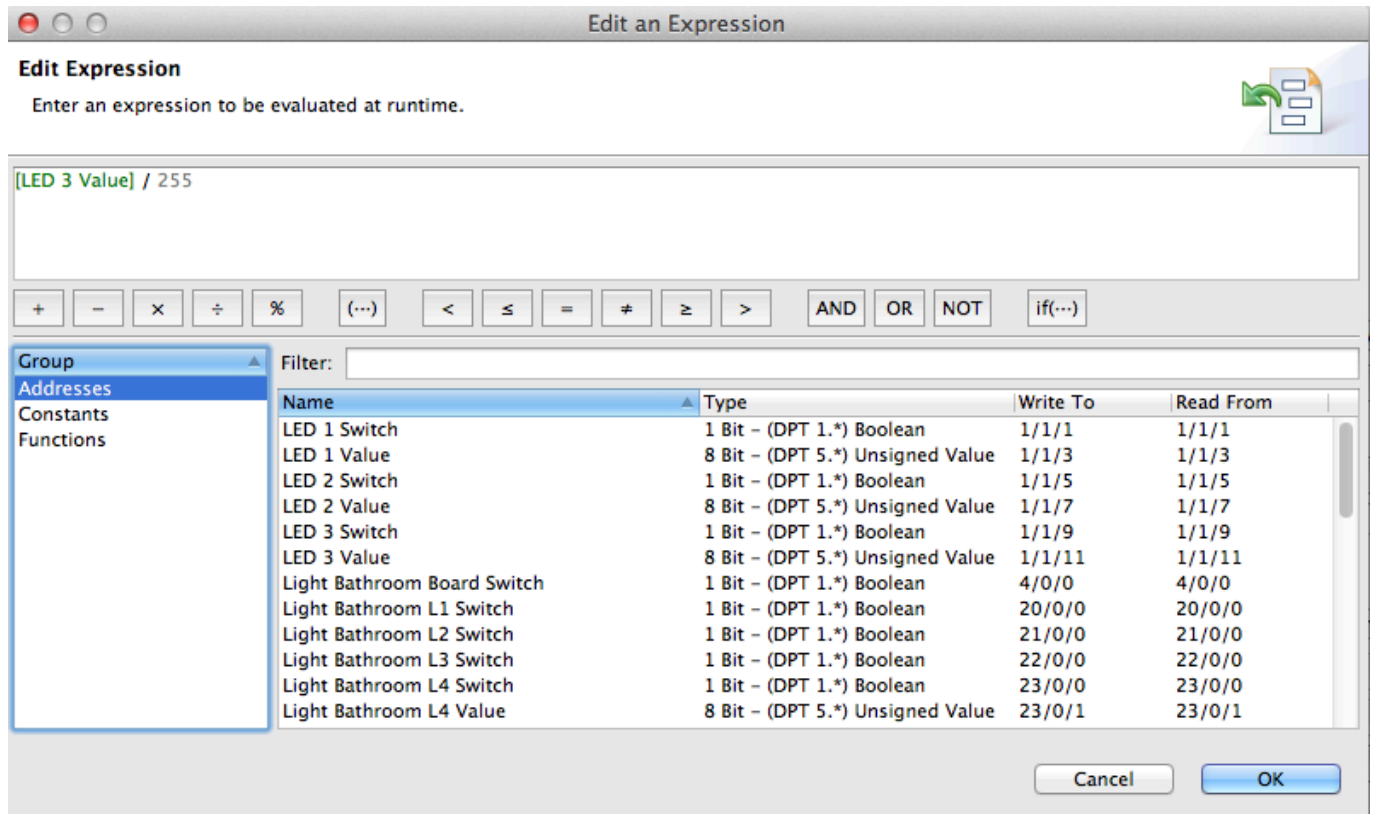 Edit an Expression
Edit Expression
Enter an expression to be evaluated at runtime.
[LED 3 Value] / 255
+ − × ÷ % (···) < ≤ = ≠ ≥ > AND OR NOT if(···)
Group Filter:
Addresses Name Type Write To Read From
Constants LED 1 Switch 1 Bit – (DPT 1.*) Boolean 1/1/1 1/1/1
Functions LED 1 Value 8 Bit – (DPT 5.*) Unsigned Value 1/1/3 1/1/3
LED 2 Switch 1 Bit – (DPT 1.*) Boolean 1/1/5 1/1/5
LED 2 Value 8 Bit – (DPT 5.*) Unsigned Value 1/1/7 1/1/7
LED 3 Switch 1 Bit – (DPT 1.*) Boolean 1/1/9 1/1/9
LED 3 Value 8 Bit – (DPT 5.*) Unsigned Value 1/1/11 1/1/11
Light Bathroom Board Switch 1 Bit – (DPT 1.*) Boolean 4/0/0 4/0/0
Light Bathroom L1 Switch 1 Bit – (DPT 1.*) Boolean 20/0/0 20/0/0
Light Bathroom L2 Switch 1 Bit – (DPT 1.*) Boolean 21/0/0 21/0/0
Light Bathroom L3 Switch 1 Bit – (DPT 1.*) Boolean 22/0/0 22/0/0
Light Bathroom L4 Switch 1 Bit – (DPT 1.*) Boolean 23/0/0 23/0/0
Light Bathroom L4 Value 8 Bit – (DPT 5.*) Unsigned Value 23/0/1 23/0/1
Cancel OK